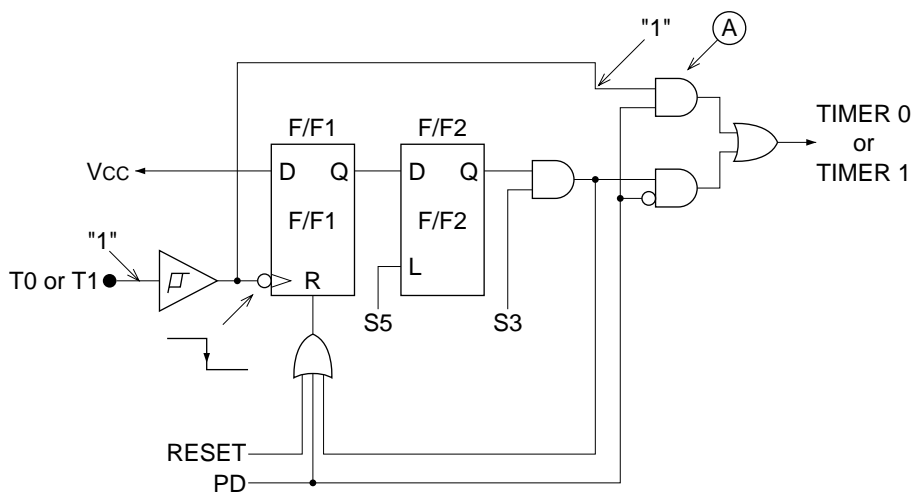 "1"
A
F/F1
F/F2
TIMER 0
or
TIMER 1
VCC
D
Q
D
Q
F/F1
F/F2
"1"
T0 or T1
R
L
S5
S3
RESET
PD